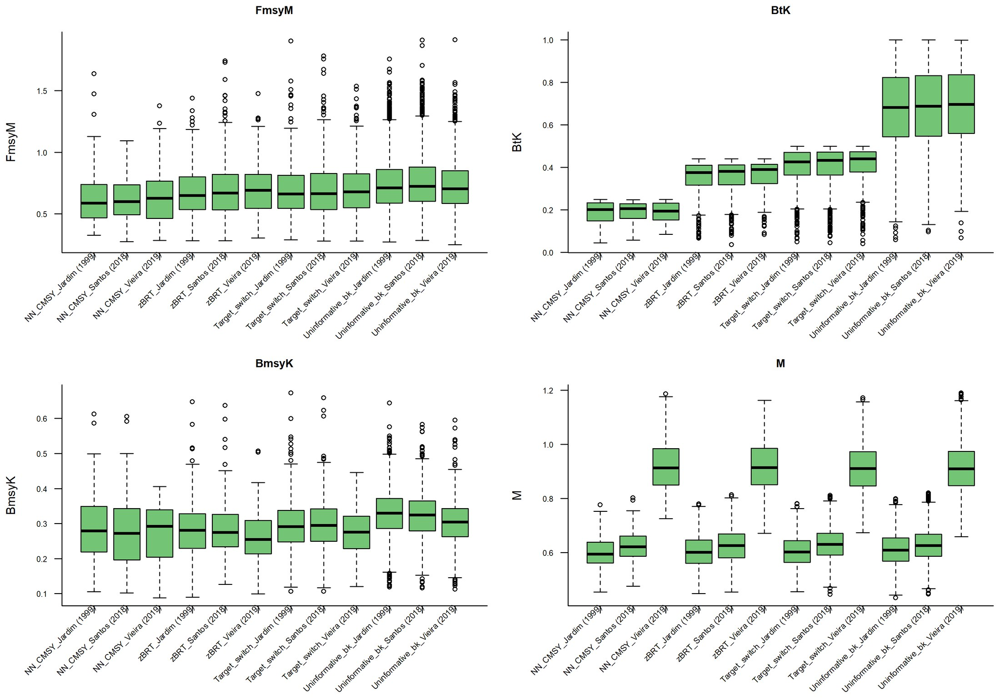 FmsyM
FmsyM
1.5
1.0
0.5
NN_CMSY_Jardim (1999)
NN_CMSY_Santos (2018)
NN_CMSY_Vieira (2019)
zBRT_Jardim (1999)
zBRT_Santos (2018)
zBRT_Vieira (2019)
Target_switch_Jardim (1999)
Target_switch_Santos (2018)
Target_switch_Vieira (2019)
Uninformative_bk_Jardim (1999)
Uninformative_bk_Santos (2018)
Uninformative_bk_Vieira (2019)
BtK
BtK
1.0
0.8
0.6
0.4
0.2
0.0
NN_CMSY_Jardim (1999)
NN_CMSY_Santos (2018)
NN_CMSY_Vieira (2019)
zBRT_Jardim (1999)
zBRT_Santos (2018)
zBRT_Vieira (2019)
Target_switch_Jardim (1999)
Target_switch_Santos (2018)
Target_switch_Vieira (2019)
Uninformative_bk_Jardim (1999)
Uninformative_bk_Santos (2018)
Uninformative_bk_Vieira (2019)
BmsyK
BmsyK
0.6
0.5
0.4
0.3
0.2
0.1
NN_CMSY_Jardim (1999)
NN_CMSY_Santos (2018)
NN_CMSY_Vieira (2019)
zBRT_Jardim (1999)
zBRT_Santos (2018)
zBRT_Vieira (2019)
Target_switch_Jardim (1999)
Target_switch_Santos (2018)
Target_switch_Vieira (2019)
Uninformative_bk_Jardim (1999)
Uninformative_bk_Santos (2018)
Uninformative_bk_Vieira (2019)
M
M
1.2
1.0
0.8
0.6
NN_CMSY_Jardim (1999)
NN_CMSY_Santos (2018)
NN_CMSY_Vieira (2019)
zBRT_Jardim (1999)
zBRT_Santos (2018)
zBRT_Vieira (2019)
Target_switch_Jardim (1999)
Target_switch_Santos (2018)
Target_switch_Vieira (2019)
Uninformative_bk_Jardim (1999)
Uninformative_bk_Santos (2018)
Uninformative_bk_Vieira (2019)